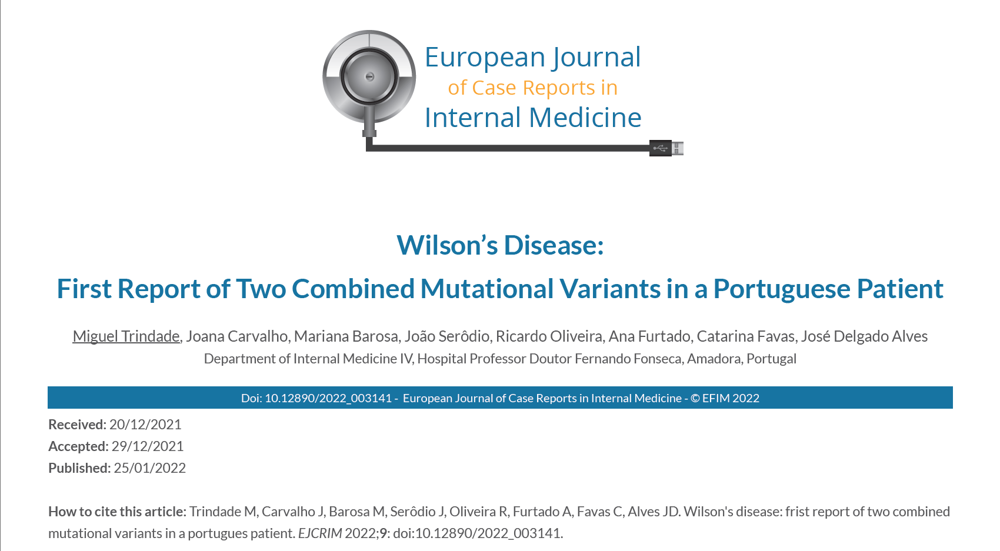 European Journal
of Case Reports in
Internal Medicine
Wilson’s Disease:
First Report of Two Combined Mutational Variants in a Portuguese Patient
Miguel Trindade, Joana Carvalho, Mariana Barosa, João Serôdio, Ricardo Oliveira, Ana Furtado, Catarina Favas, José Delgado Alves
Department of Internal Medicine IV, Hospital Professor Doutor Fernando Fonseca, Amadora, Portugal
Doi: 10.12890/2022_003141 - European Journal of Case Reports in Internal Medicine - © EFIM 2022
Received: 20/12/2021
Accepted: 29/12/2021
Published: 25/01/2022
How to cite this article: Trindade M, Carvalho J, Barosa M, Serôdio J, Oliveira R, Furtado A, Favas C, Alves JD. Wilson's disease: frist report of two combined
mutational variants in a portugues patient. EJCRIM 2022;9: doi:10.12890/2022_003141.